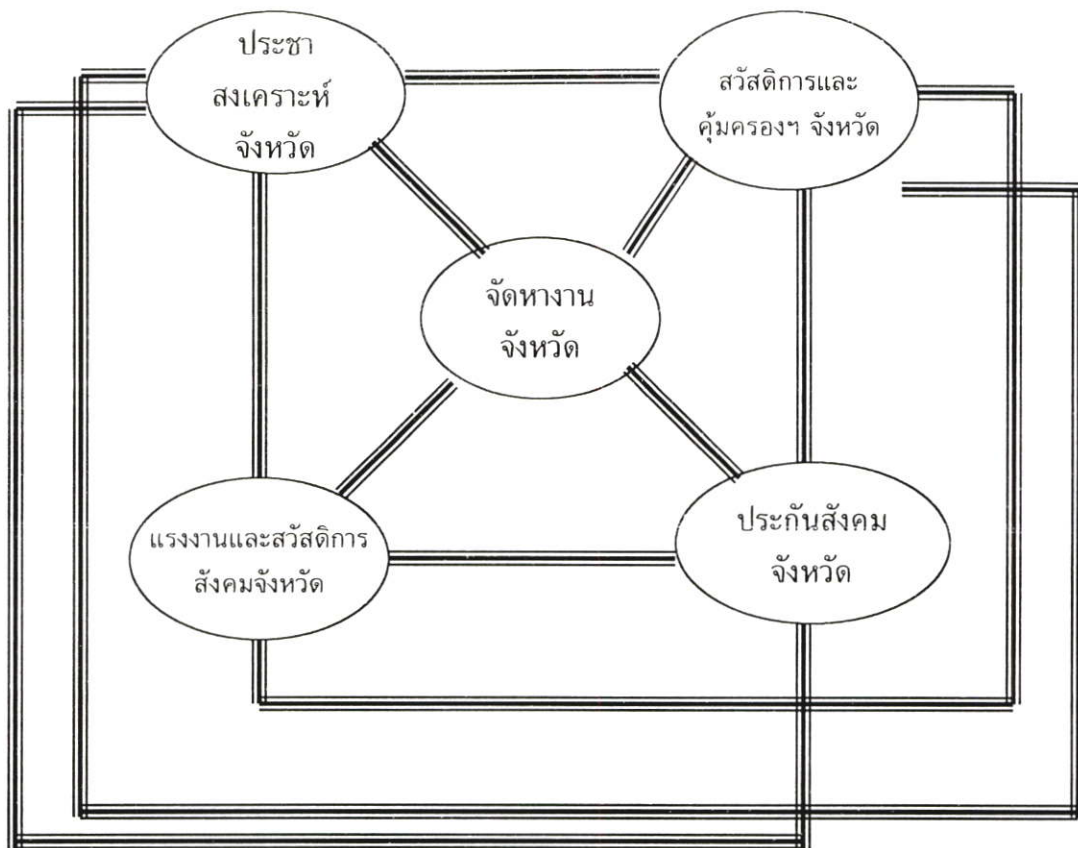 ประชา
สงเคราะห์
จังหวัด
สวัสดิการและ
คุ้มครองฯ จังหวัด
จัดหางาน
จังหวัด
แรงงานและสวัสดิการ
สังคมจังหวัด
ประกันสังคม
จังหวัด